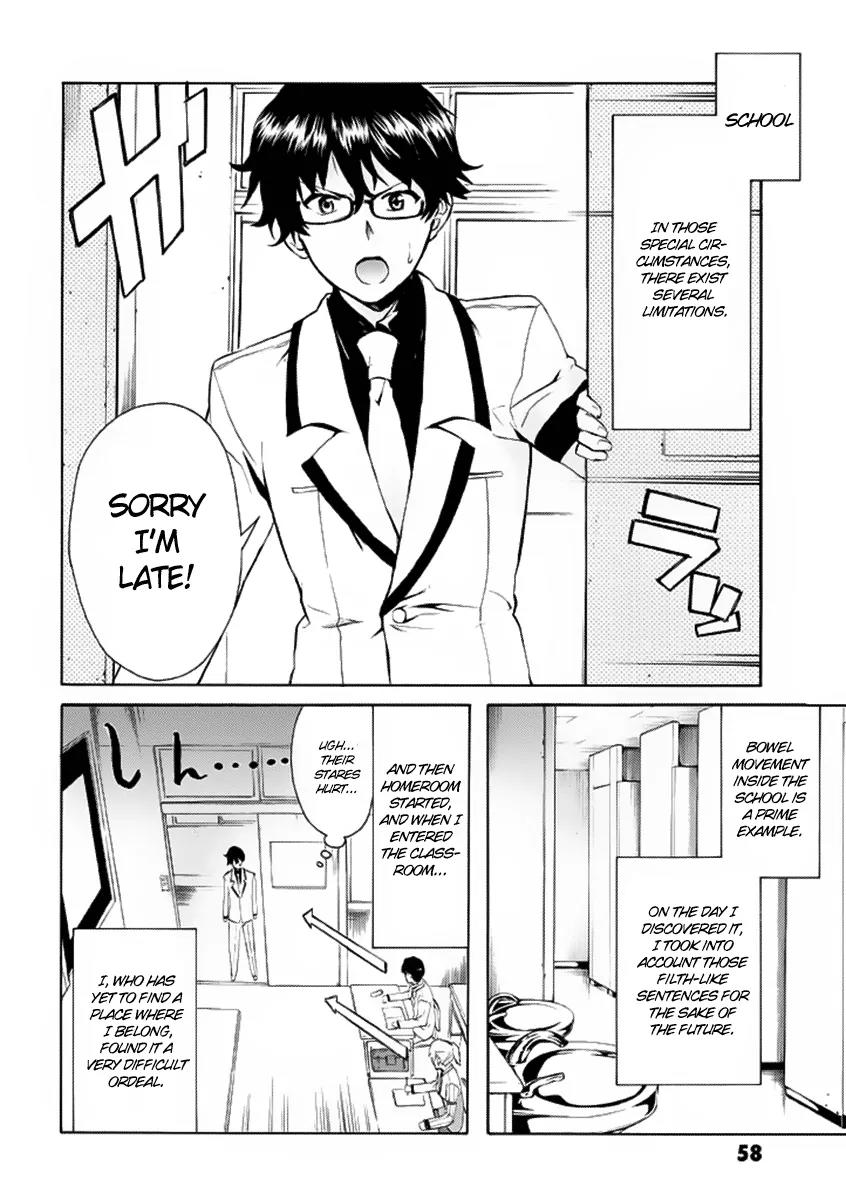 SCHOOL
IN THOSE
SPECIAL CIR-
CUMSTANCES,
THERE EXIST
SEVERAL
LIMITATIONS.
ガ
ラッ
SORRY
I'M
LATE!
BOWEL
MOVEMENT
INSIDE THE
SCHOOL IS
A PRIME
EXAMPLE.
ON THE DAY I
DISCOVERED IT,
I TOOK INTO
ACCOUNT THOSE
FILTH-LIKE
SENTENCES FOR
THE SAKE OF
THE FUTURE.
AND THEN
HOMEROOM
STARTED,
AND WHEN I
ENTERED
THE CLASS-
ROOM...
UGH...
THEIR
STARES
HURT...
しん・・・・・
I, WHO HAS
YET TO FIND A
PLACE WHERE
I BELONG,
FOUND IT A
VERY DIFFICULT
ORDEAL.
58